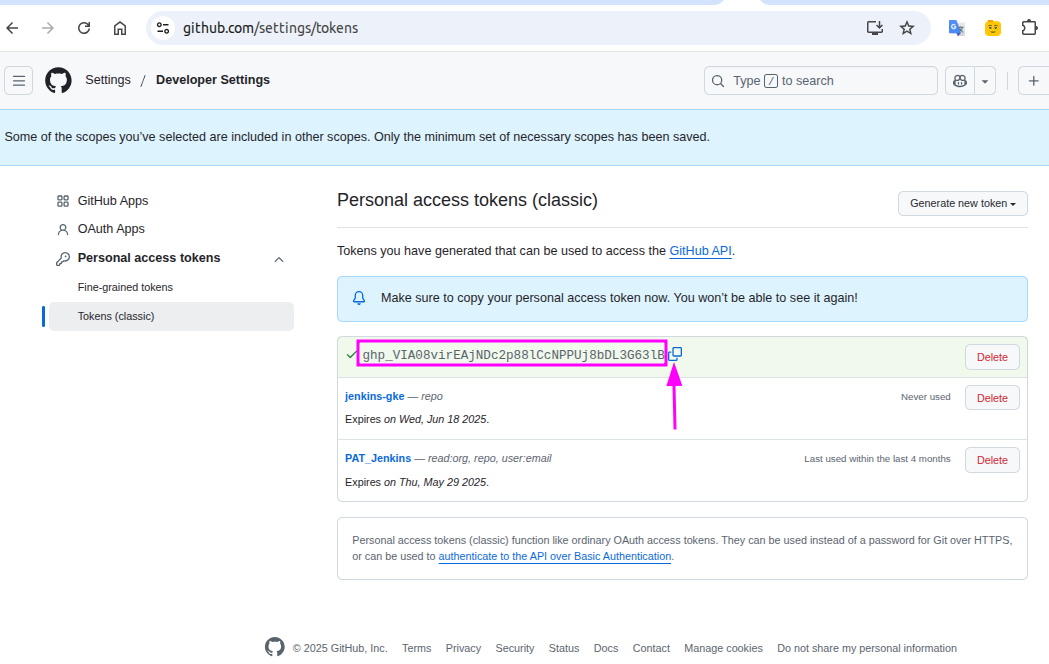 github.com/settings/tokens
Settings / Developer Settings
Type / to search
Some of the scopes you've selected are included in other scopes. Only the minimum set of necessary scopes has been saved.
GitHub Apps
OAuth Apps
Personal access tokens
Fine-grained tokens
Tokens (classic)
Personal access tokens (classic)
Generate new token
Tokens you have generated that can be used to access the GitHub API.
Make sure to copy your personal access token now. You won't be able to see it again!
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
Delete
jenkins-gke — repo
Never used
Delete
Expires on Wed, Jun 18 2025.
PAT_Jenkins — read:org, repo, user:email
Last used within the last 4 months
Delete
Expires on Thu, May 29 2025.
Personal access tokens (classic) function like ordinary OAuth access tokens. They can be used instead of a password for Git over HTTPS,
or can be used to authenticate to the API over Basic Authentication.
© 2025 GitHub, Inc. Terms Privacy Security Status Docs Contact Manage cookies Do not share my personal information